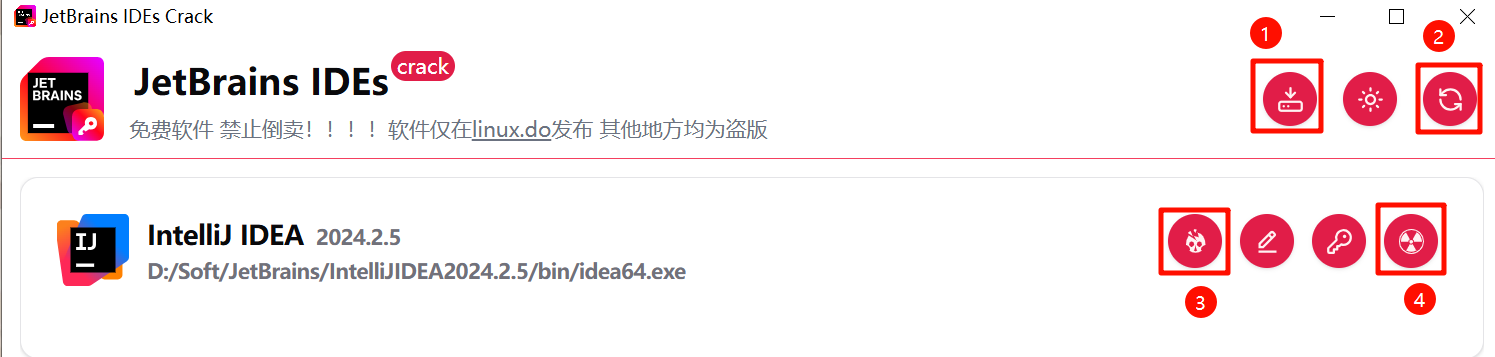 JetBrains IDEs Crack
1
2
JET
BRAINS
JetBrains IDEs crack
免费软件 禁止倒卖！！！！软件仅在linux.do发布 其他地方均为盗版
IJ
IntelliJ IDEA 2024.2.5
D:/Soft/JetBrains/IntelliJIDEA2024.2.5/bin/idea64.exe
3
4